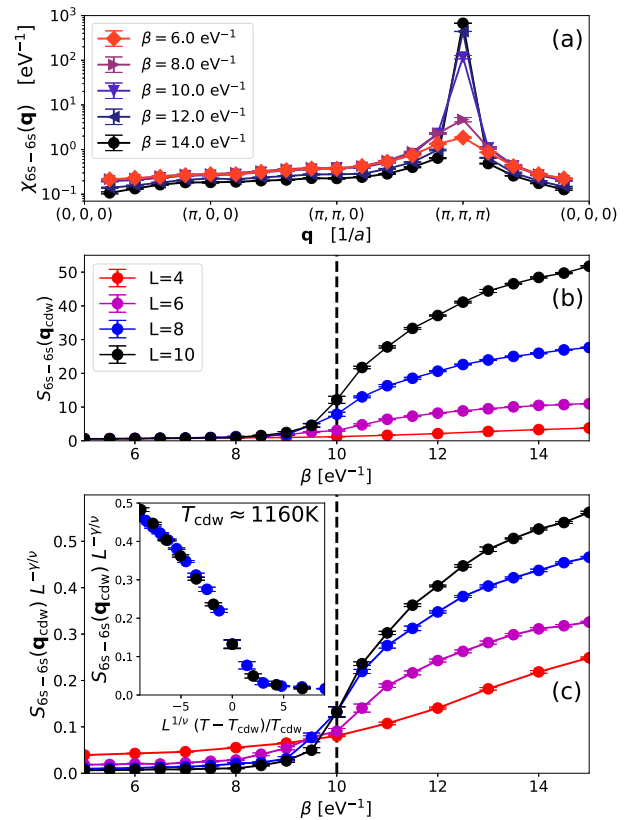 (a)
χ6s−6s(q) [eV⁻¹]
10³
10²
10¹
10⁰
10⁻¹
β = 6.0 eV⁻¹
β = 8.0 eV⁻¹
β = 10.0 eV⁻¹
β = 12.0 eV⁻¹
β = 14.0 eV⁻¹
(0, 0, 0) (π, 0, 0) (π, π, 0) (π, π, π) (0, 0, 0)
q [1/a]
(b)
S6s−6s(qcdw)
50
40
30
20
10
0
L=4
L=6
L=8
L=10
6 8 10 12 14
β [eV⁻¹]
(c)
S6s−6s(qcdw) L^−γ/ν
0.5
0.4
0.3
0.2
0.1
0.0
Tcdw ≈ 1160K
S6s−6s(qcdw) L^−γ/ν
0.5
0.4
0.3
0.2
0.1
0.0
−5 0 5
L^1/ν (T − Tcdw)/Tcdw
6 8 10 12 14
β [eV⁻¹]